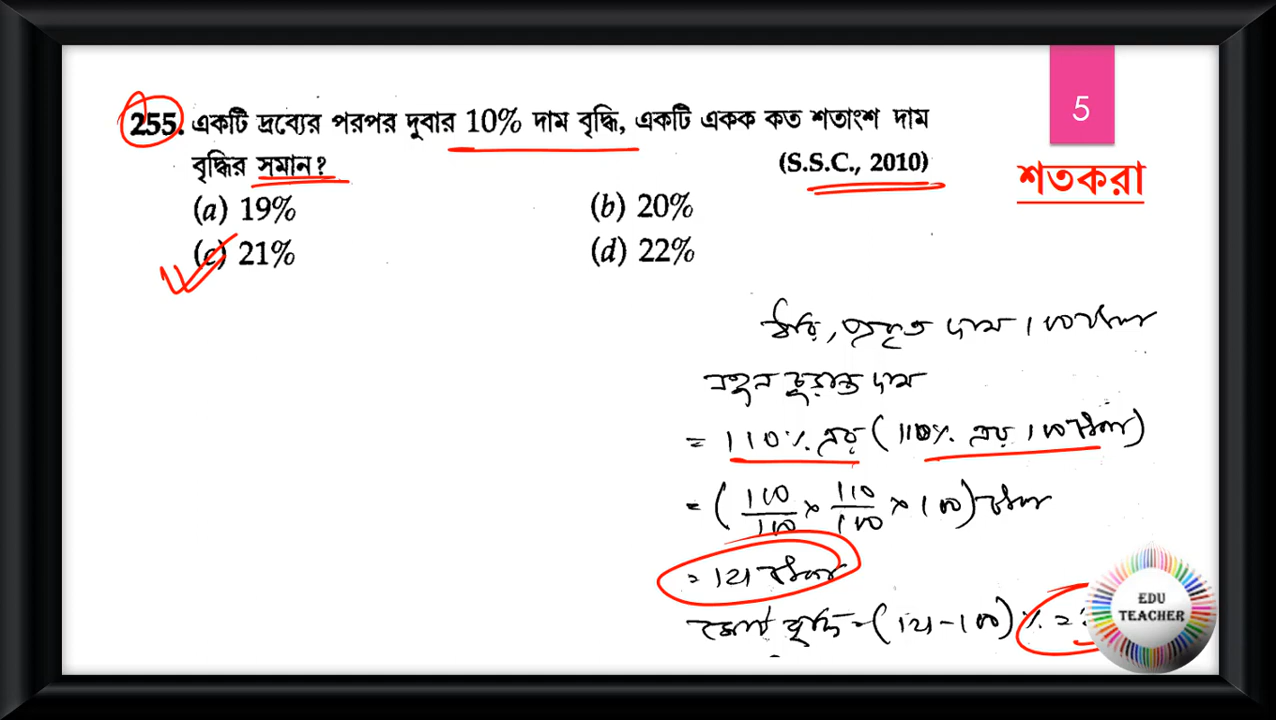 255. একটি দ্রব্যের পরপর দুবার 10% দাম বৃদ্ধি, একটি একক কত শতাংশ দাম
বৃদ্ধির সমান?
(S.S.C., 2010)
(a) 19%
(b) 20%
(c) 21%
(d) 22%
5
শতকরা
ধরি, প্রকৃত দাম 100 টাকা
এখন চূড়ান্ত দাম
= 110% এর (110% এর 100 টাকা)
= (110/100 × 110/100 × 100) টাকা
= 121 টাকা
মোট বৃদ্ধি = (121-100)% =
EDU
TEACHER